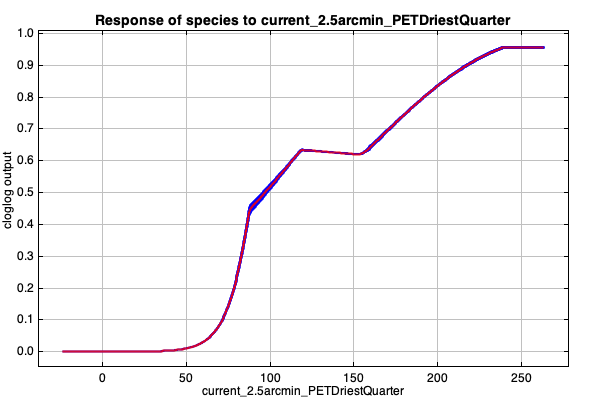 Response of species to current_2.5arcmin_PETDriestQuarter
1.0
0.9
0.8
0.7
0.6
0.5
0.4
0.3
0.2
0.1
0.0
cloglog output
0 50 100 150 200 250
current_2.5arcmin_PETDriestQuarter